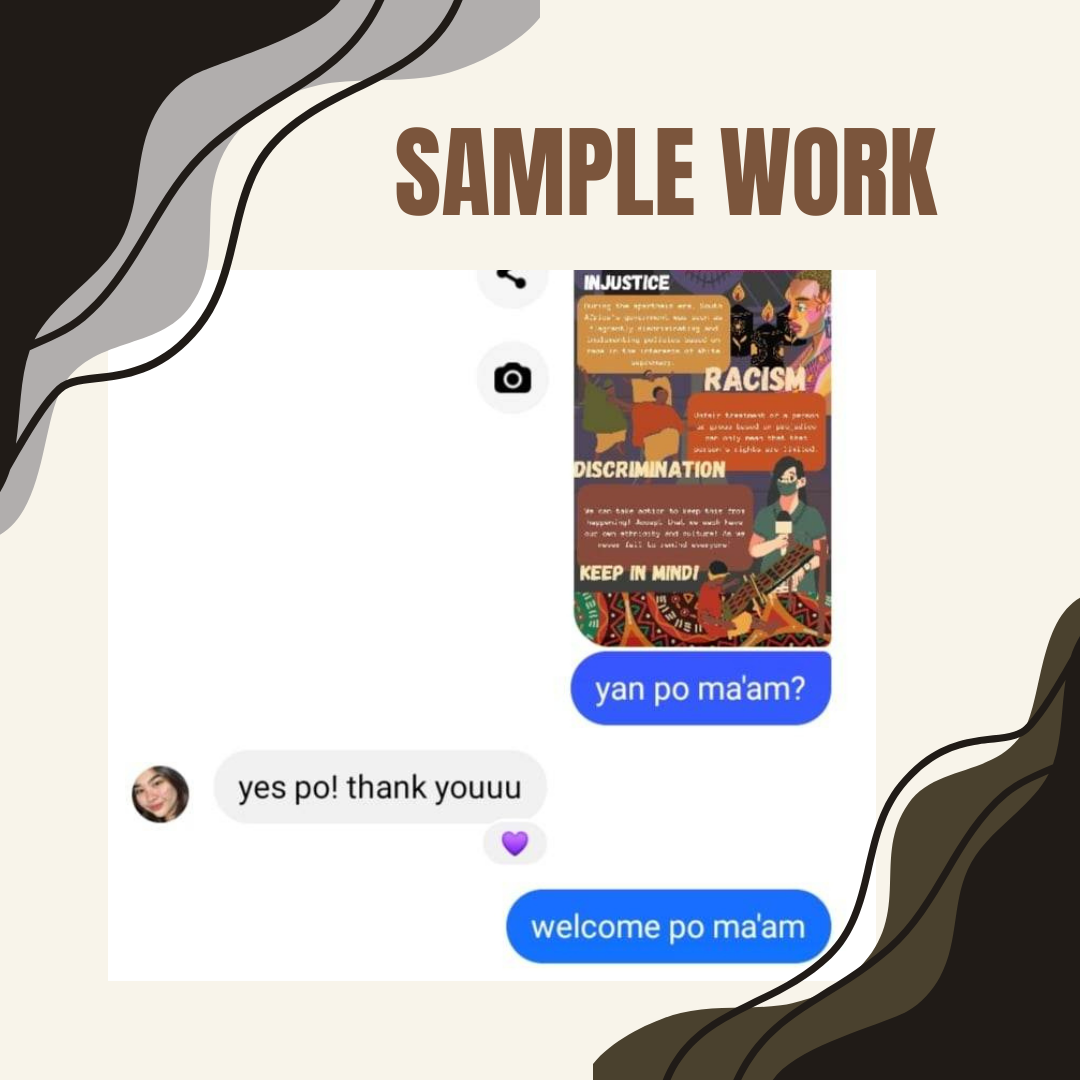 SAMPLE WORK
INJUSTICE
During the apartheid era, South
Africa's government was seen as
flagrantly discriminating and
implementing policies based on
race in the interests of white
supremacy.
RACISM
Unfair treatment of a person
or group based on prejudice
can only mean that that
person's rights are limited.
DISCRIMINATION
We can take action to keep this from
happening! Accept that we each have
our own ethnicity and culture! As we
never fail to remind everyone!
KEEP IN MIND!
yan po ma'am?
yes po! thank youuu
welcome po ma'am